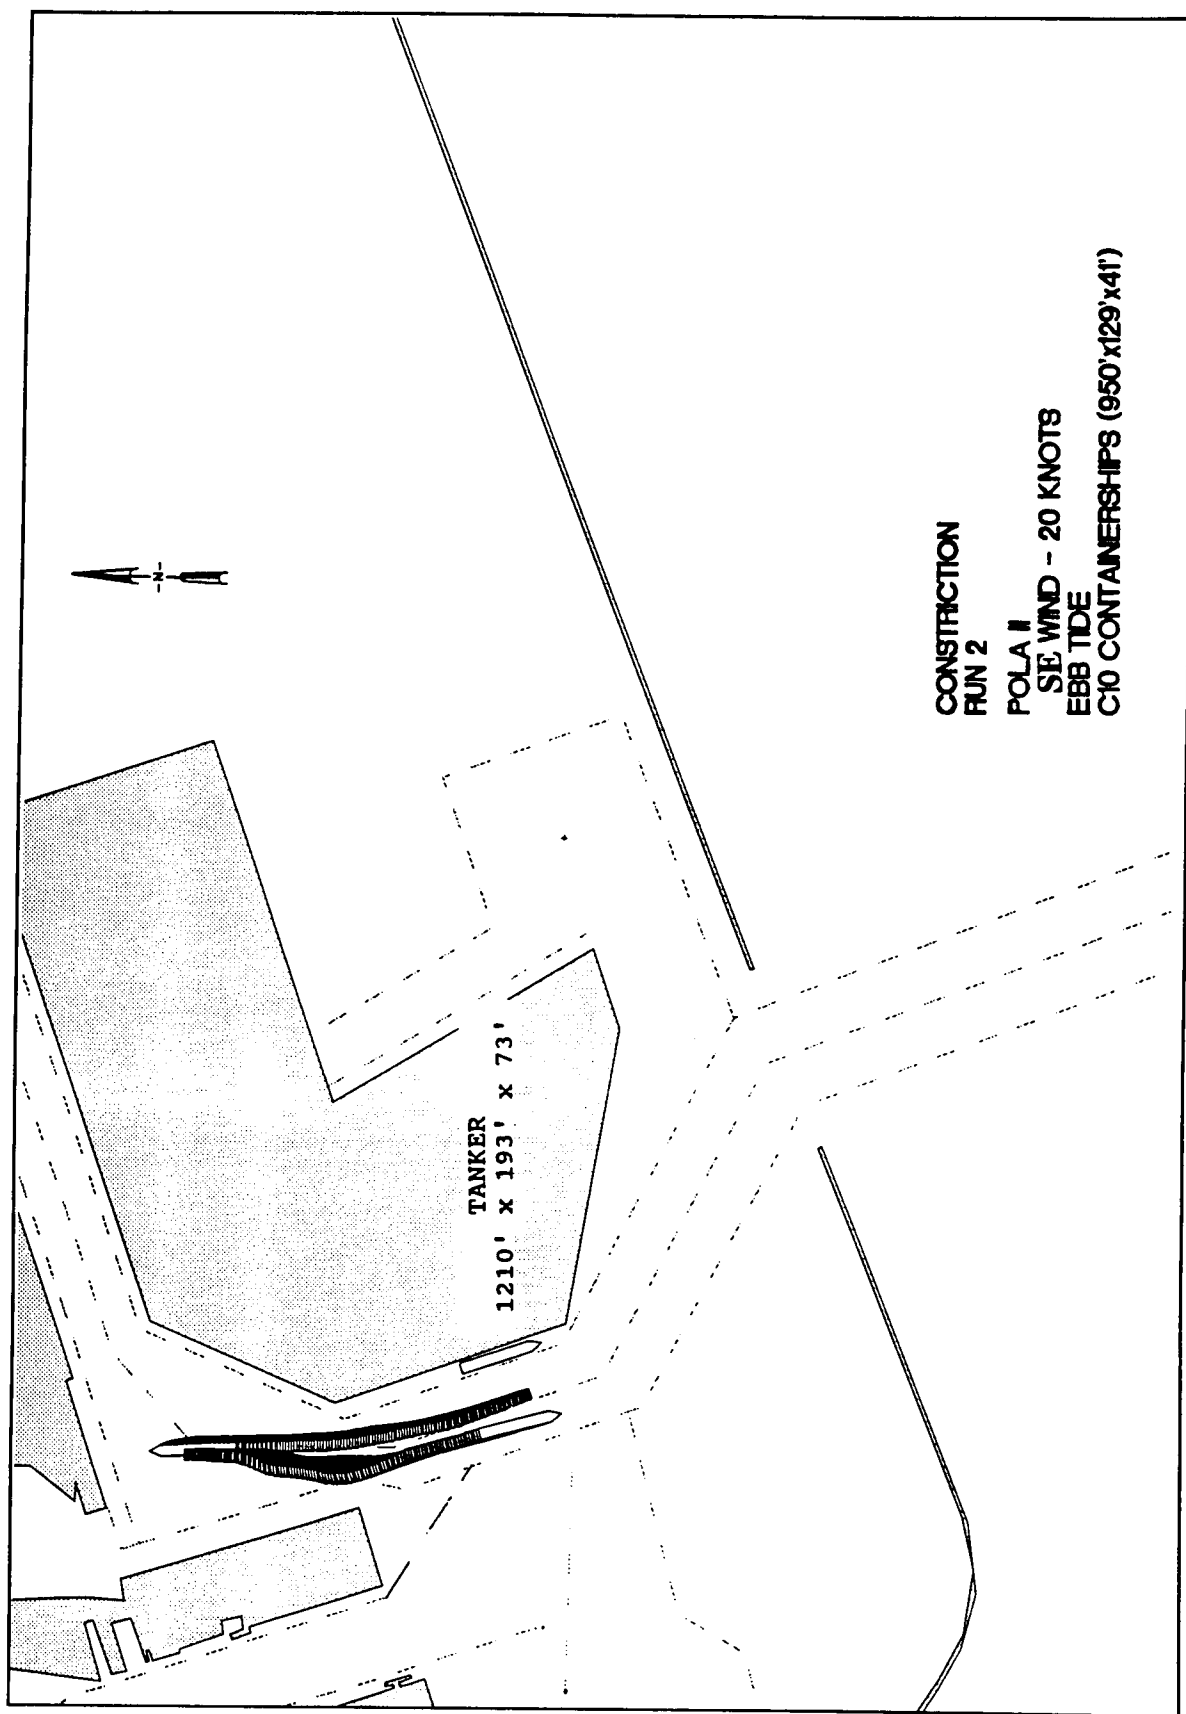 -N-
TANKER
1210' x 193' x 73'
CONSTRICTION
RUN 2
POLA II
SE WIND - 20 KNOTS
EBB TIDE
C10 CONTAINERSHIPS (950'x129'x41')